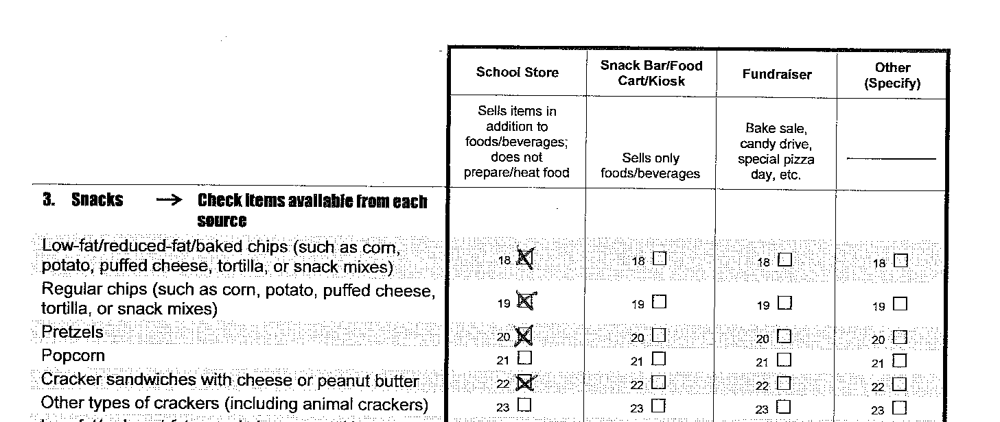 School Store
Snack Bar/Food
Cart/Kiosk
Fundraiser
Other
(Specify)
Sells items in
addition to
foods/beverages;
does not
prepare/heat food
Sells only
foods/beverages
Bake sale,
candy drive,
special pizza
day, etc.
3. Snacks → Check items available from each
source
Low-fat/reduced-fat/baked chips (such as corn,
potato, puffed cheese, tortilla, or snack mixes)
18 ☒ 18 ☐ 18 ☐ 18 ☐
Regular chips (such as corn, potato, puffed cheese,
tortilla, or snack mixes)
19 ☒ 19 ☐ 19 ☐ 19 ☐
Pretzels 20 ☒ 20 ☐ 20 ☐ 20 ☐
Popcorn 21 ☐ 21 ☐ 21 ☐ 21 ☐
Cracker sandwiches with cheese or peanut butter 22 ☒ 22 ☐ 22 ☐ 22 ☐
Other types of crackers (including animal crackers) 23 ☐ 23 ☐ 23 ☐ 23 ☐